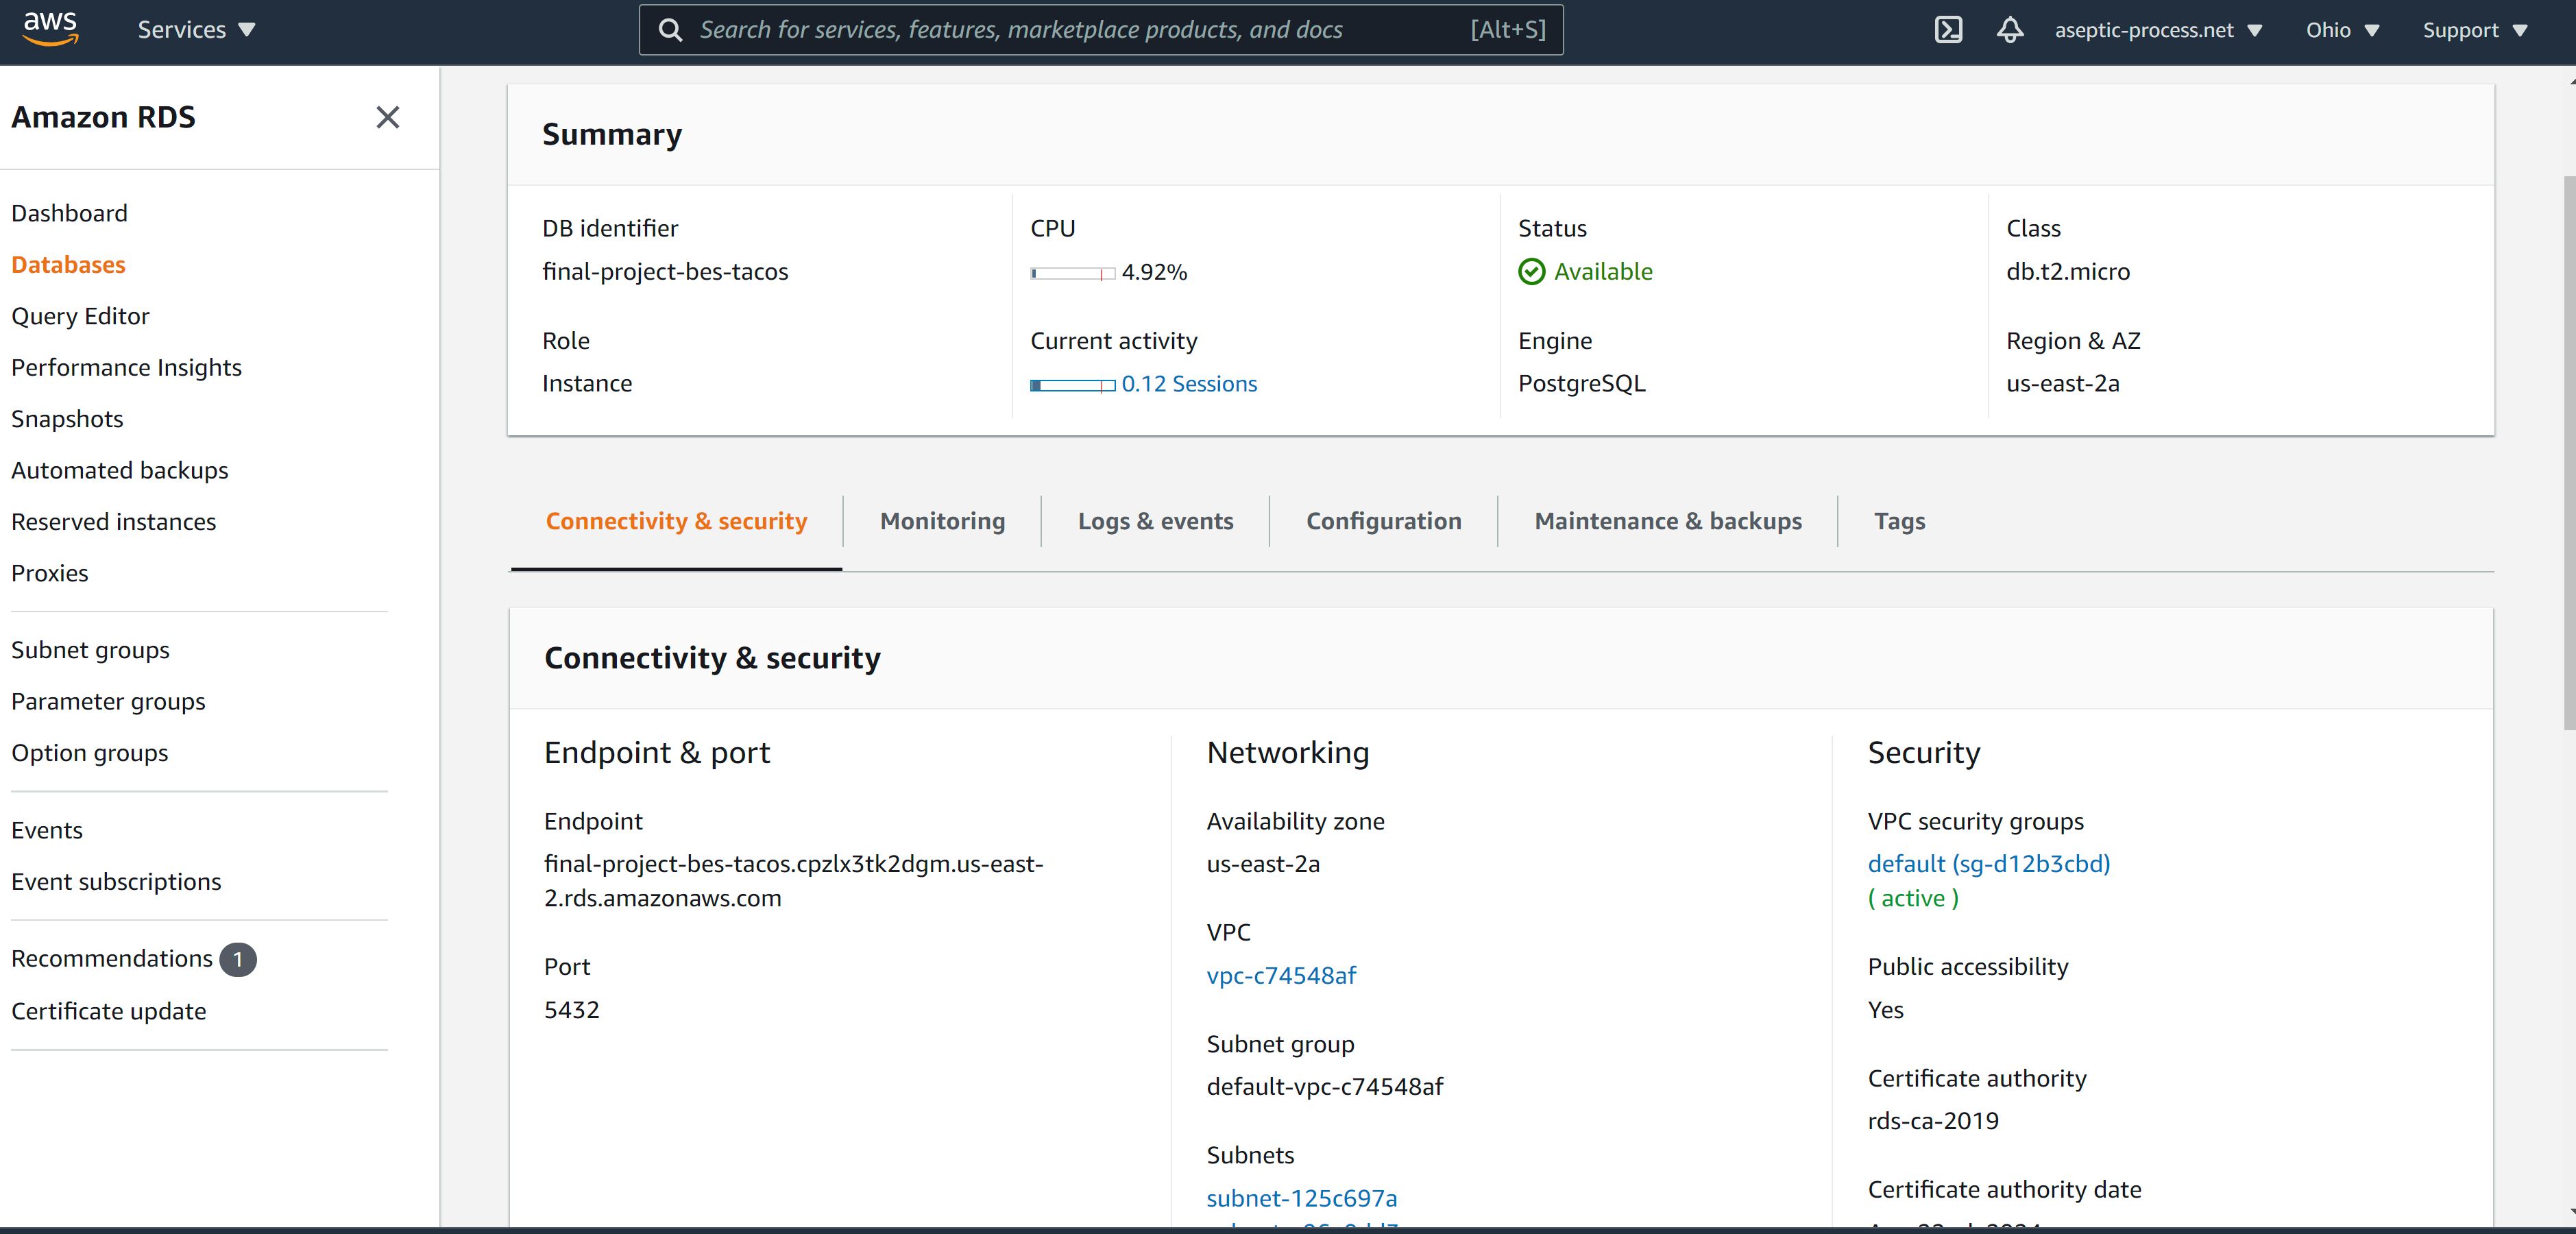 aws
Services
Search for services, features, marketplace products, and docs [Alt+S]
aseptic-process.net
Ohio
Support
Amazon RDS
Dashboard
Databases
Query Editor
Performance Insights
Snapshots
Automated backups
Reserved instances
Proxies
Subnet groups
Parameter groups
Option groups
Events
Event subscriptions
Recommendations 1
Certificate update
Summary
DB identifier
final-project-bes-tacos
Role
Instance
CPU
4.92%
Current activity
0.12 Sessions
Status
Available
Engine
PostgreSQL
Class
db.t2.micro
Region & AZ
us-east-2a
Connectivity & security
Monitoring
Logs & events
Configuration
Maintenance & backups
Tags
Connectivity & security
Endpoint & port
Endpoint
final-project-bes-tacos.cpzlx3tk2dgm.us-east-
2.rds.amazonaws.com
Port
5432
Networking
Availability zone
us-east-2a
VPC
vpc-c74548af
Subnet group
default-vpc-c74548af
Subnets
subnet-125c697a
Security
VPC security groups
default (sg-d12b3cbd)
( active )
Public accessibility
Yes
Certificate authority
rds-ca-2019
Certificate authority date